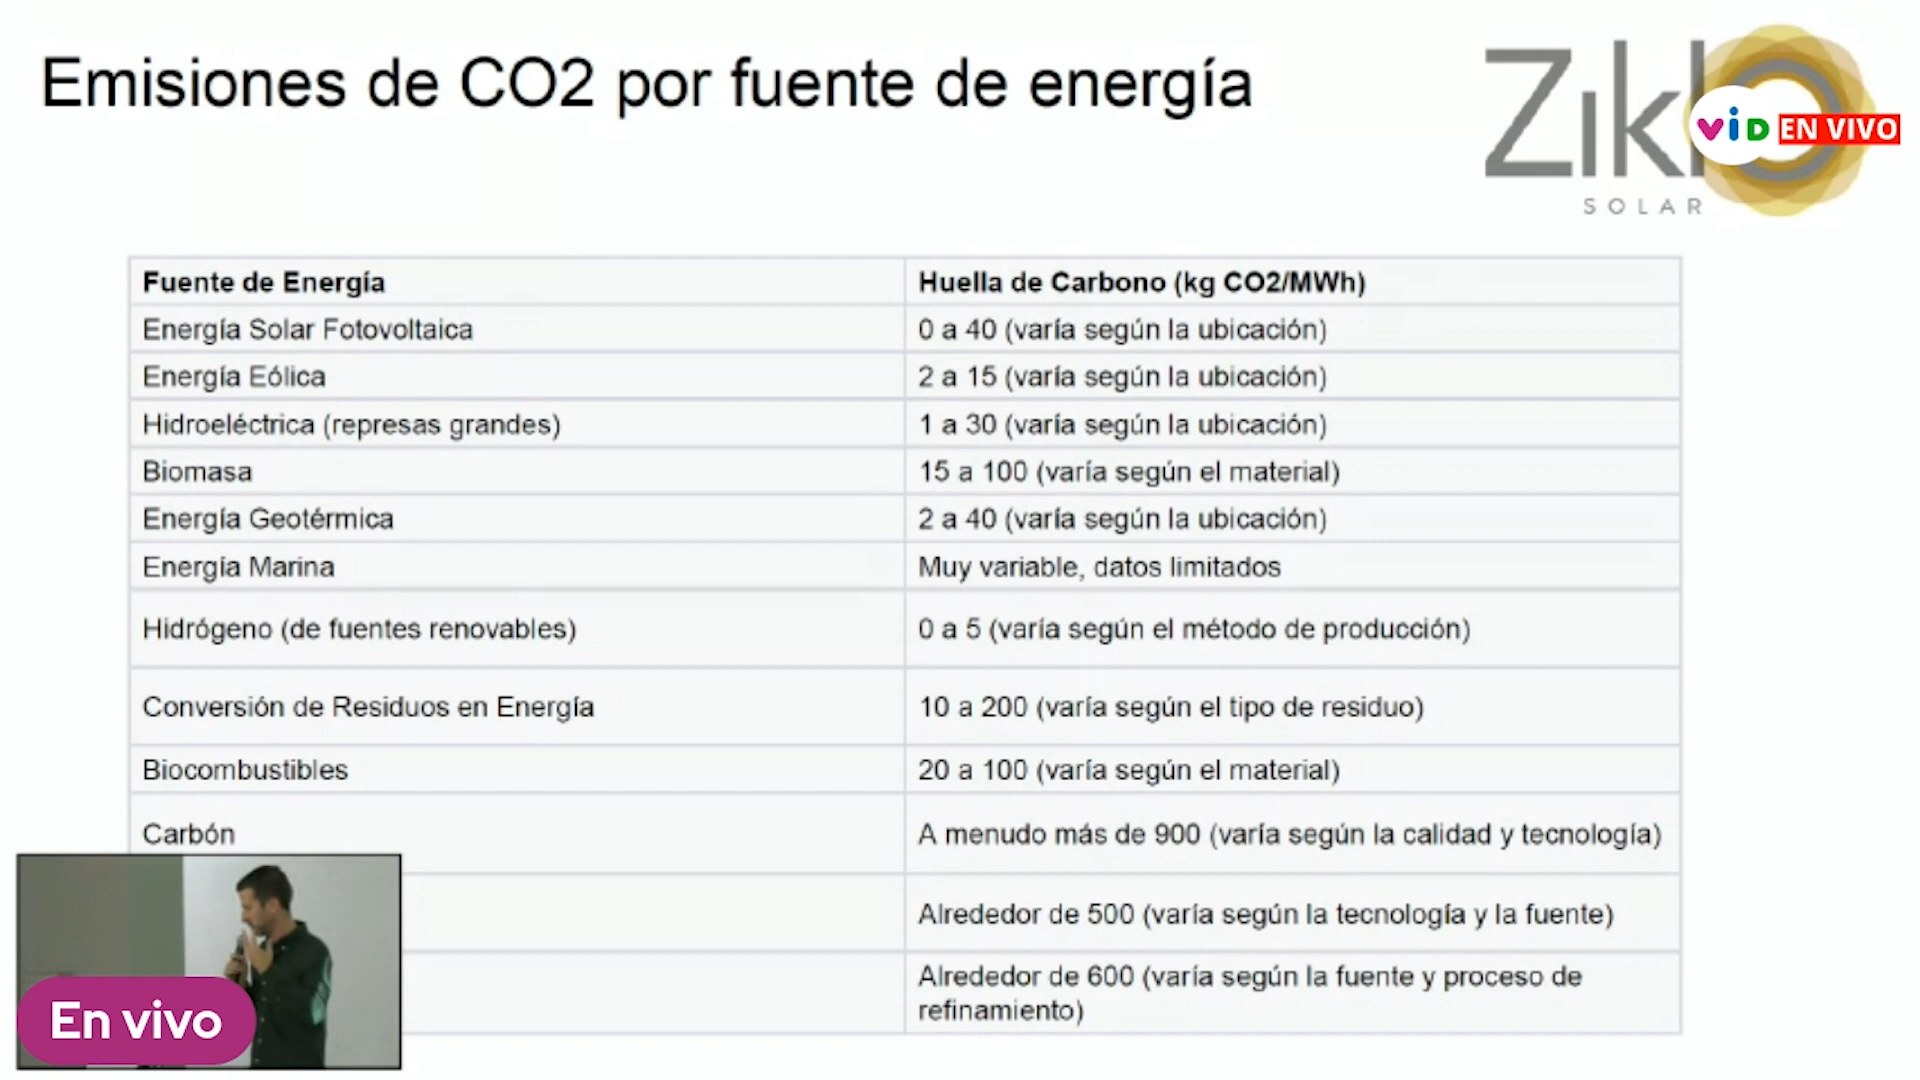 Emisiones de CO2 por fuente de energía
Zikl
SOLAR
ViD EN VIVO
Fuente de Energía Huella de Carbono (kg CO2/MWh)
Energía Solar Fotovoltaica 0 a 40 (varía según la ubicación)
Energía Eólica 2 a 15 (varía según la ubicación)
Hidroeléctrica (represas grandes) 1 a 30 (varía según la ubicación)
Biomasa 15 a 100 (varía según el material)
Energía Geotérmica 2 a 40 (varía según la ubicación)
Energía Marina Muy variable, datos limitados
Hidrógeno (de fuentes renovables) 0 a 5 (varía según el método de producción)
Conversión de Residuos en Energía 10 a 200 (varía según el tipo de residuo)
Biocombustibles 20 a 100 (varía según el material)
Carbón A menudo más de 900 (varía según la calidad y tecnología)
Alrededor de 500 (varía según la tecnología y la fuente)
Alrededor de 600 (varía según la fuente y proceso de
refinamiento)
En vivo